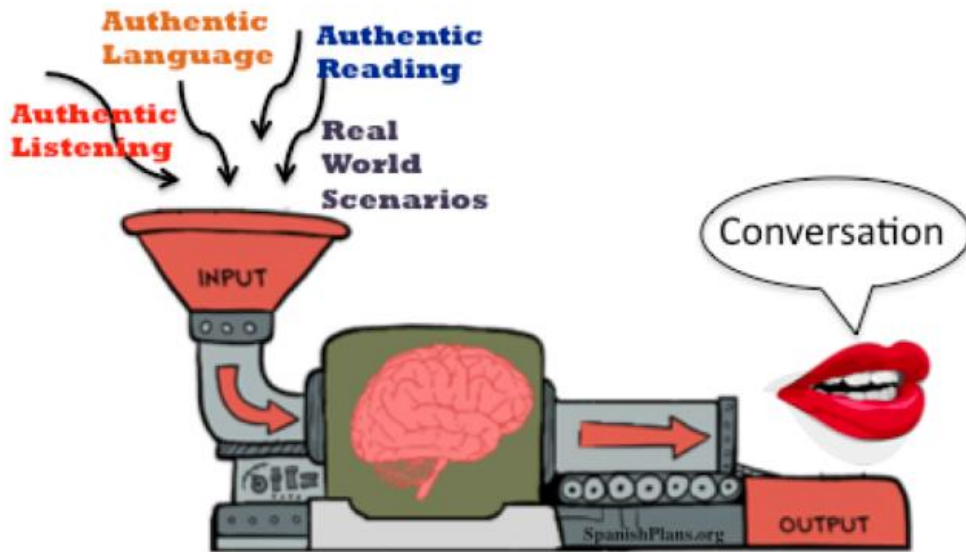 Authentic
Language
Authentic
Reading
Authentic
Listening
Real
World
Scenarios
INPUT
Conversation
SpanishPlans.org
OUTPUT